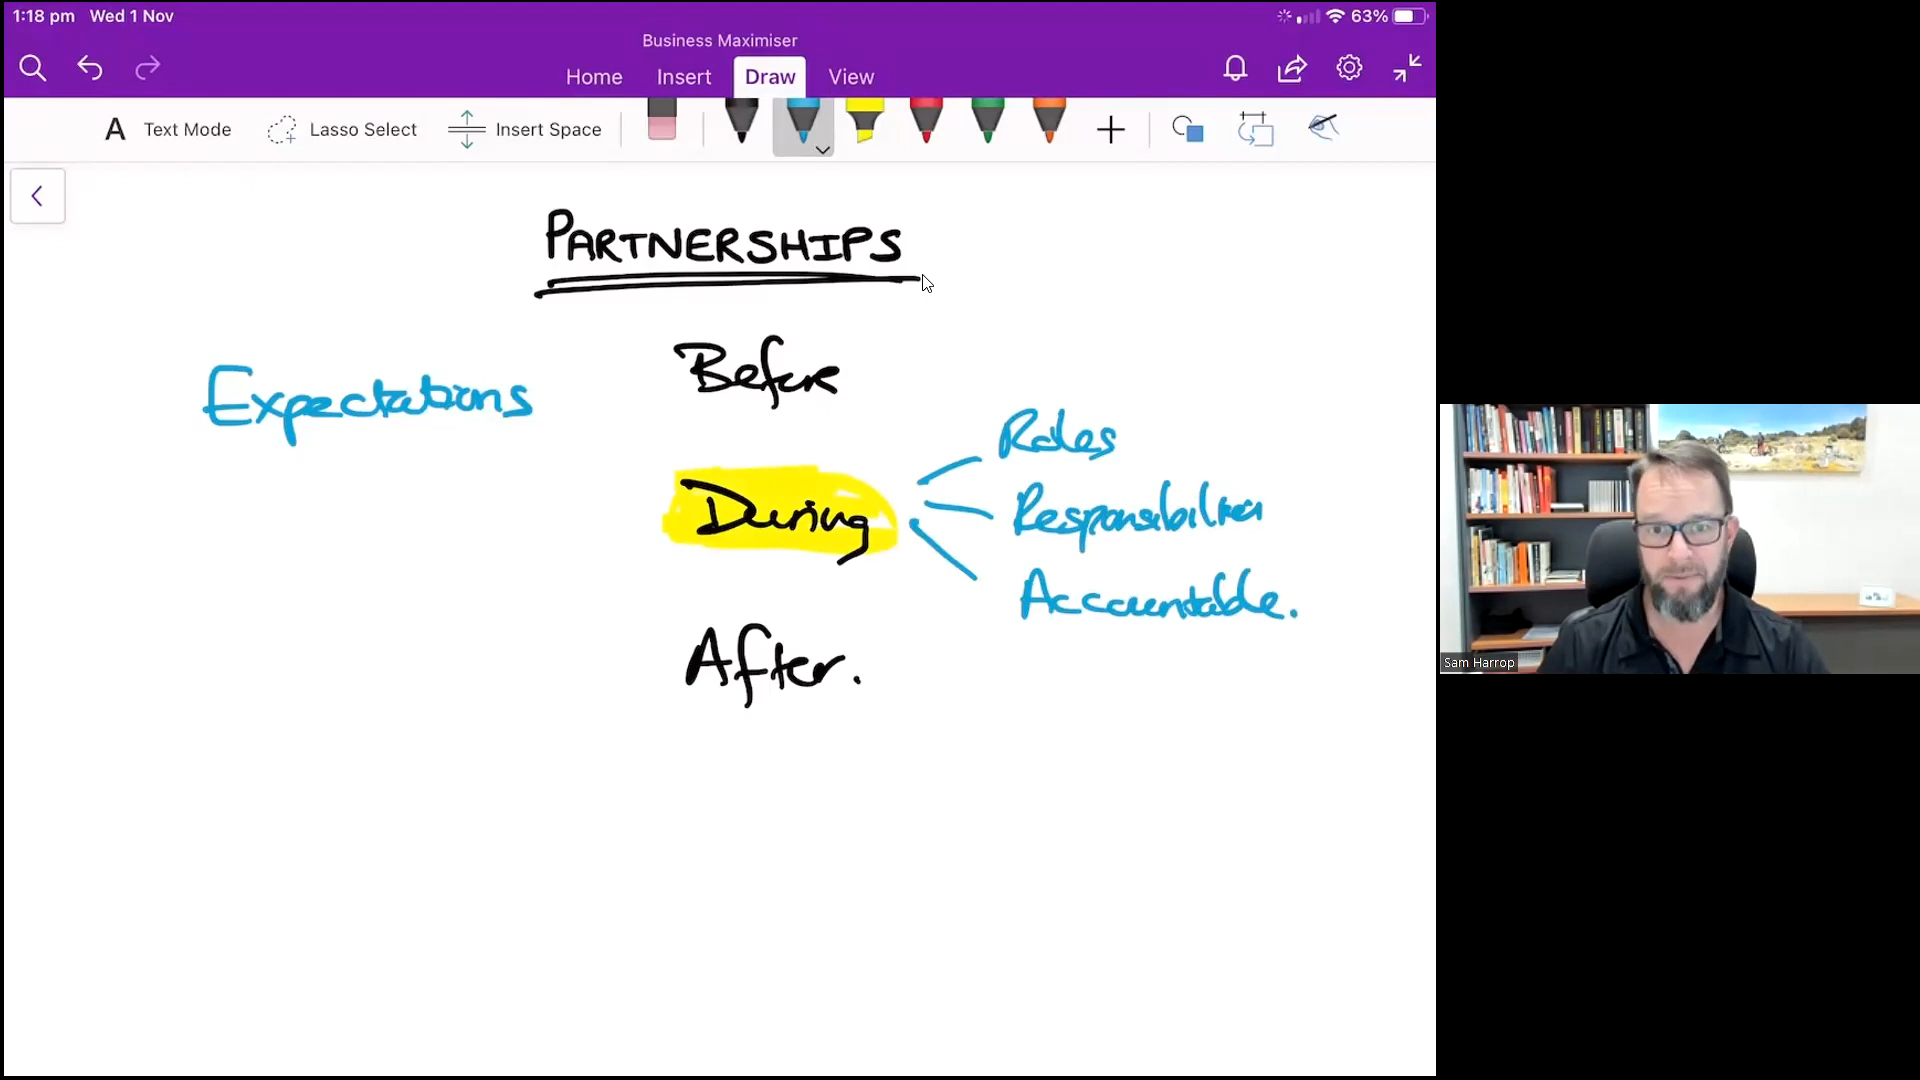 1:18 pm Wed 1 Nov
63%
Business Maximiser
Home Insert Draw View
A Text Mode Lasso Select Insert Space
PARTNERSHIPS
Before
Expectations
Roles
During
Responsibilities
Accountable.
After.
Sam Harrop